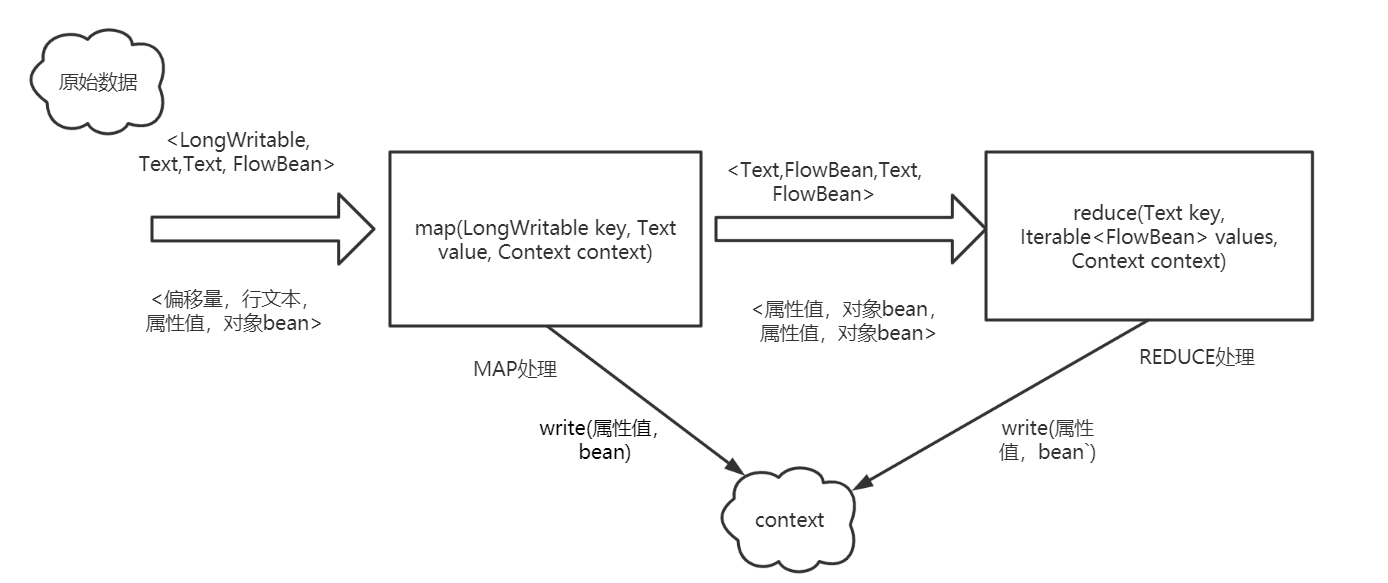 原始数据
<LongWritable,
Text,Text, FlowBean>
<偏移量，行文本，
属性值，对象bean>
map(LongWritable key, Text
value, Context context)
MAP处理
write(属性值，
bean)
<Text,FlowBean,Text,
FlowBean>
<属性值，对象bean，
属性值，对象bean>
reduce(Text key,
Iterable<FlowBean> values,
Context context)
REDUCE处理
write(属性
值，bean`)
context